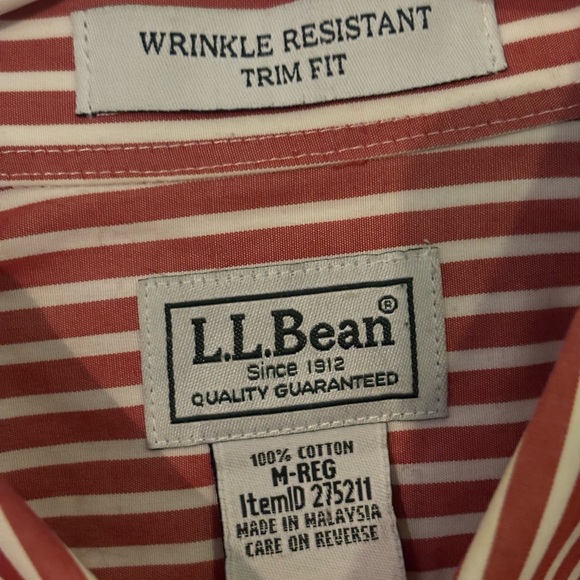 WRINKLE RESISTANT
TRIM FIT
L.L.Bean®
Since 1912
QUALITY GUARANTEED
100% COTTON
M-REG
ItemID 275211
MADE IN MALAYSIA
CARE ON REVERSE